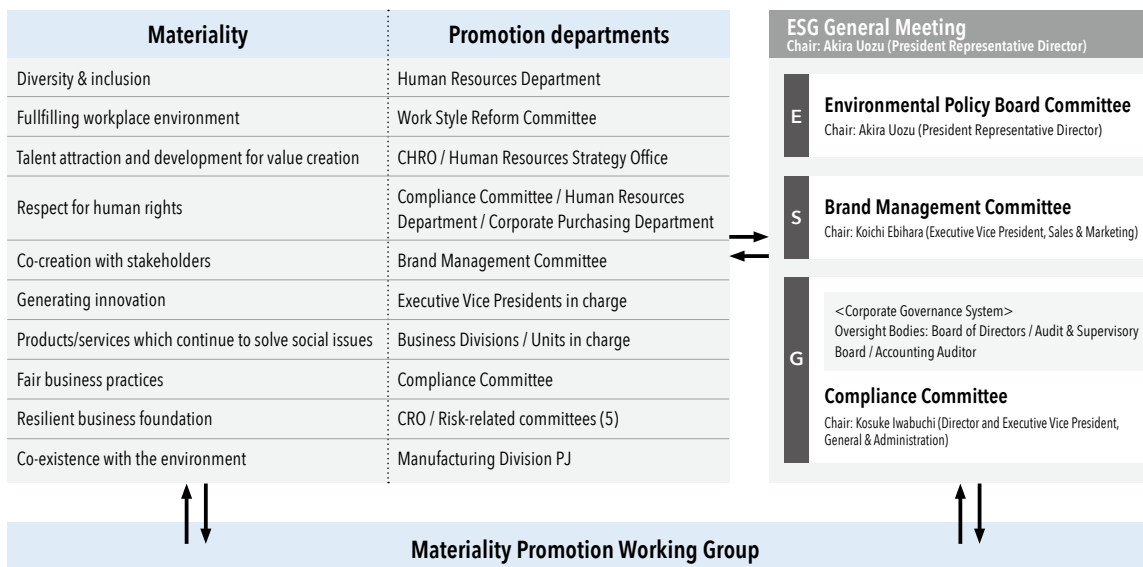 Materiality
Promotion departments
Diversity & inclusion
Human Resources Department
Fullfilling workplace environment
Work Style Reform Committee
Talent attraction and development for value creation
CHRO / Human Resources Strategy Office
Respect for human rights
Compliance Committee / Human Resources
Department / Corporate Purchasing Department
Co-creation with stakeholders
Brand Management Committee
Generating innovation
Executive Vice Presidents in charge
Products/services which continue to solve social issues
Business Divisions / Units in charge
Fair business practices
Compliance Committee
Resilient business foundation
CRO / Risk-related committees (5)
Co-existence with the environment
Manufacturing Division PJ
ESG General Meeting
Chair: Akira Uozu (President Representative Director)
E
Environmental Policy Board Committee
Chair: Akira Uozu (President Representative Director)
S
Brand Management Committee
Chair: Koichi Ebihara (Executive Vice President, Sales & Marketing)
G
<Corporate Governance System>
Oversight Bodies: Board of Directors / Audit & Supervisory
Board / Accounting Auditor
Compliance Committee
Chair: Kosuke Iwabuchi (Director and Executive Vice President,
General & Administration)
Materiality Promotion Working Group